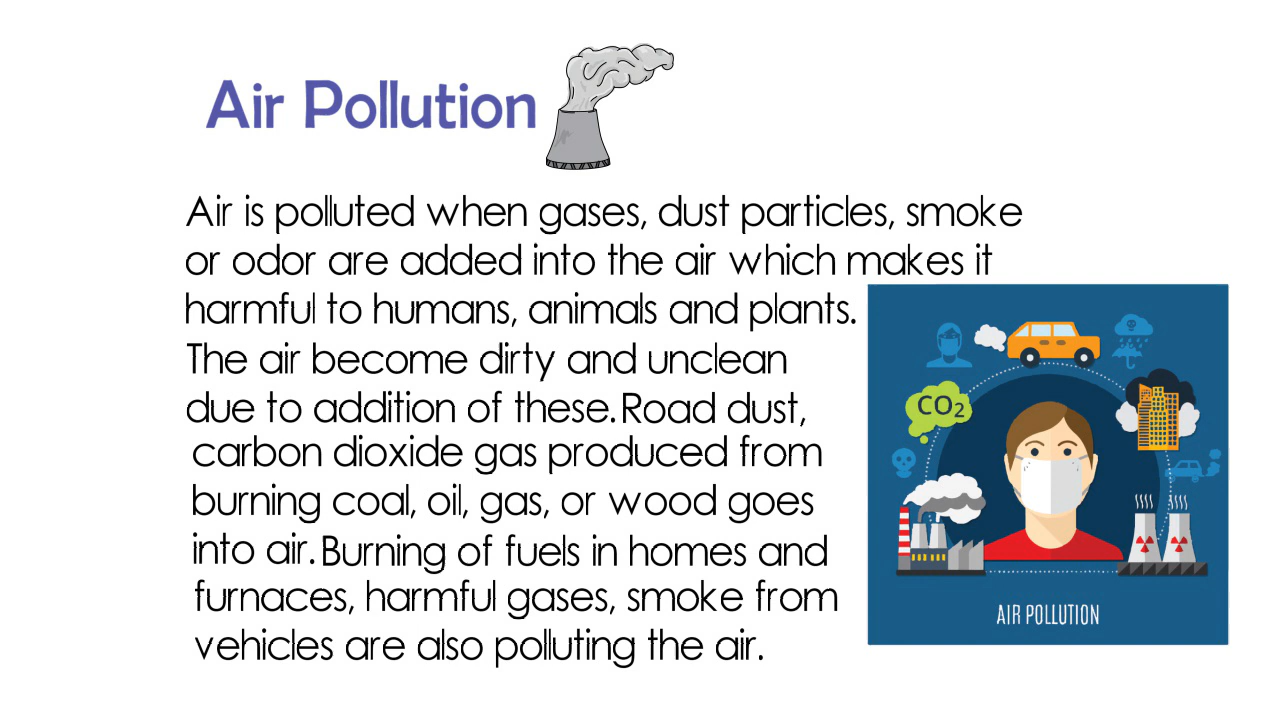 Air Pollution
Air is polluted when gases, dust particles, smoke
or odor are added into the air which makes it
harmful to humans, animals and plants.
The air become dirty and unclean
due to addition of these. Road dust,
carbon dioxide gas produced from
burning coal, oil, gas, or wood goes
into air. Burning of fuels in homes and
furnaces, harmful gases, smoke from
vehicles are also polluting the air.
CO₂
AIR POLLUTION